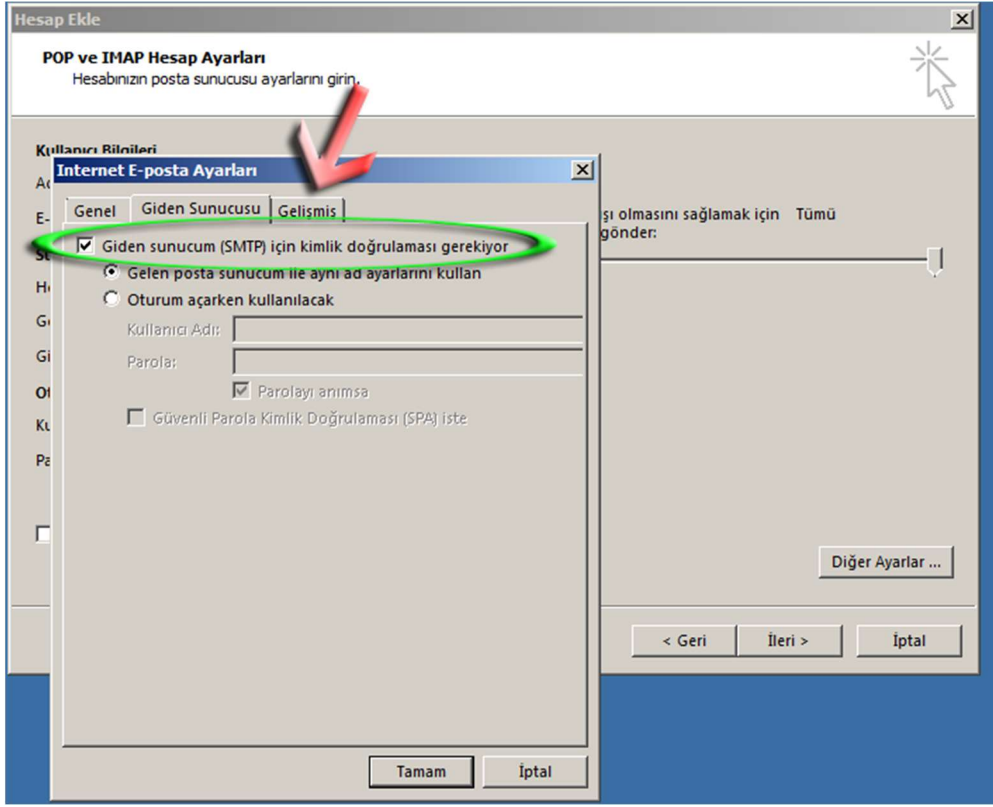 Hesap Ekle
POP ve IMAP Hesap Ayarları
Hesabınızın posta sunucusu ayarlarını girin.
Kullanıcı Bilgileri
Internet E-posta Ayarları
Genel
Giden Sunucusu
Gelişmiş
şı olmasını sağlamak için Tümü
gönder:
Giden sunucum (SMTP) için kimlik doğrulaması gerekiyor
Gelen posta sunucum ile aynı ad ayarlarını kullan
Oturum açarken kullanılacak
Kullanıcı Adı:
Parola:
Parolayı anımsa
Güvenli Parola Kimlik Doğrulaması (SPA) iste
Diğer Ayarlar ...
< Geri
İleri >
İptal
Tamam
İptal